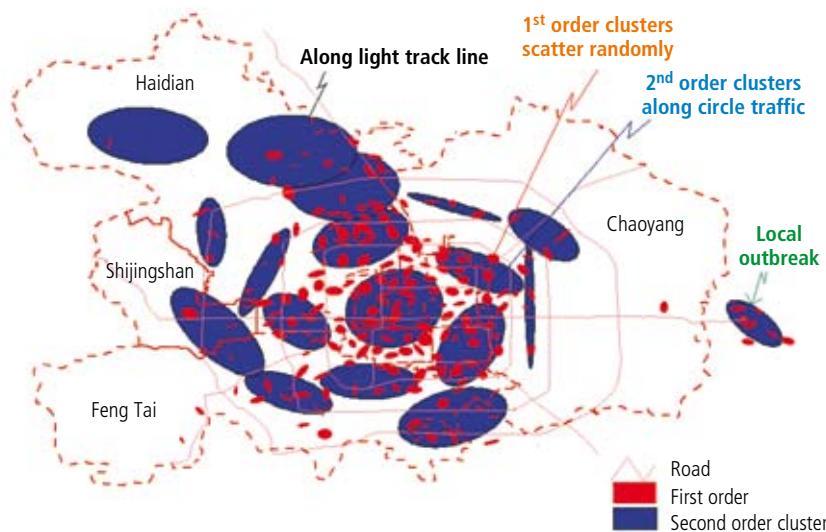 1st order clusters
scatter randomly
Along light track line
2nd order clusters
along circle traffic
Haidian
Chaoyang
Local
outbreak
Shijingshan
Feng Tai
Road
First order
Second order cluster